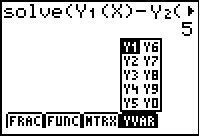 solve(Y₁(X)-Y₂(
5
Y1 Y6
Y2 Y7
Y3 Y8
Y4 Y9
Y5 Y0
FRAC FUNC MTRX YVAR